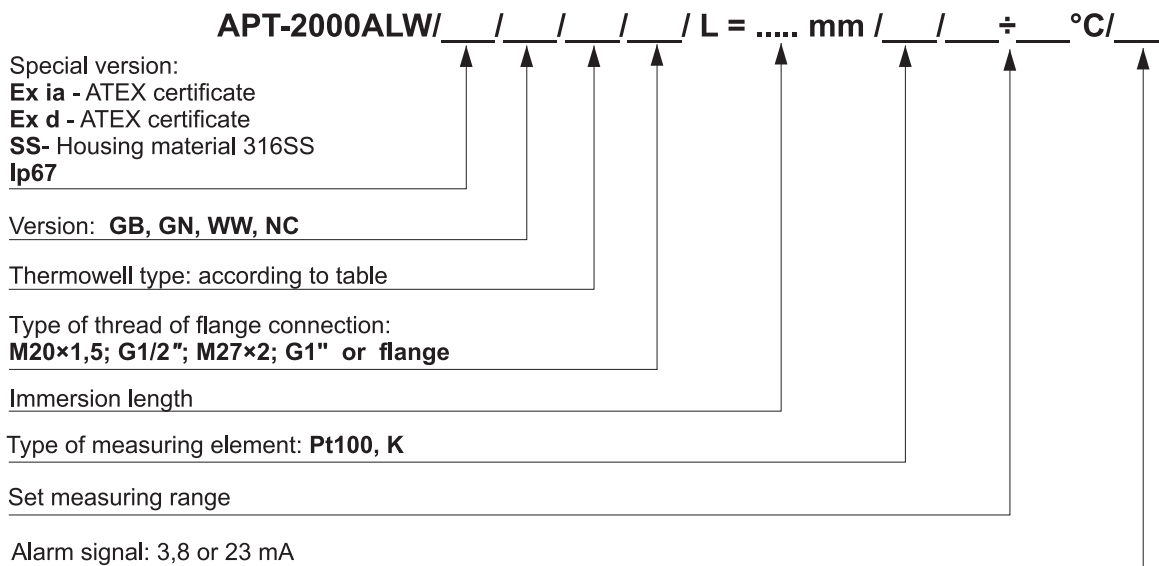 APT-2000ALW/___/___/___/___/ L = ..... mm /___/___÷___°C/___
Special version:
Ex ia - ATEX certificate
Ex d - ATEX certificate
SS- Housing material 316SS
Ip67
Version: GB, GN, WW, NC
Thermowell type: according to table
Type of thread of flange connection:
M20×1,5; G1/2″; M27×2; G1" or flange
Immersion length
Type of measuring element: Pt100, K
Set measuring range
Alarm signal: 3,8 or 23 mA